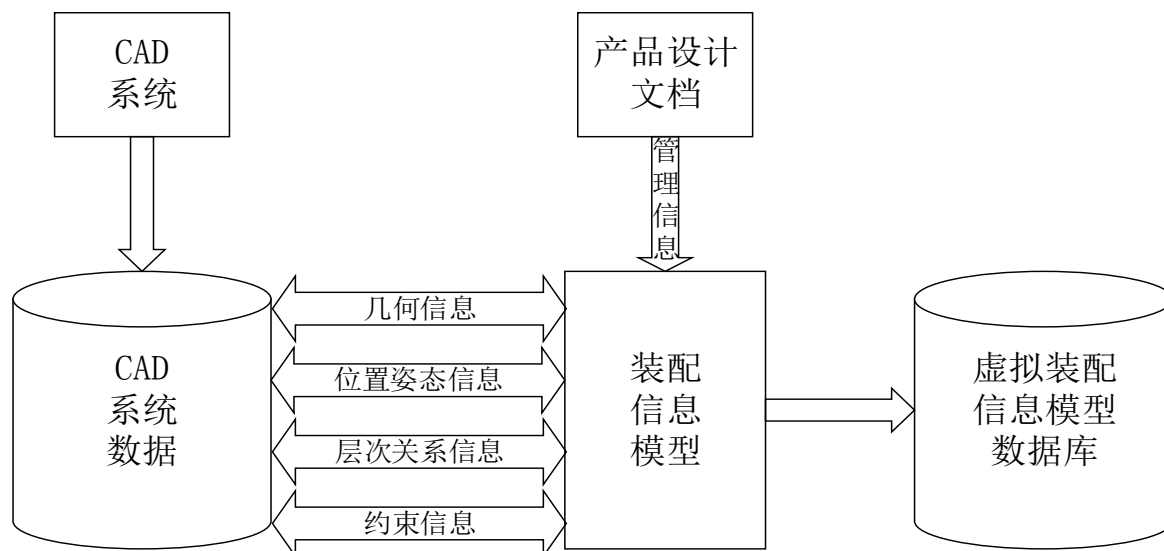 CAD
系统
产品设计
文档
管理信息
几何信息
位置姿态信息
层次关系信息
约束信息
CAD
系统
数据
装配
信息
模型
虚拟装配
信息模型
数据库